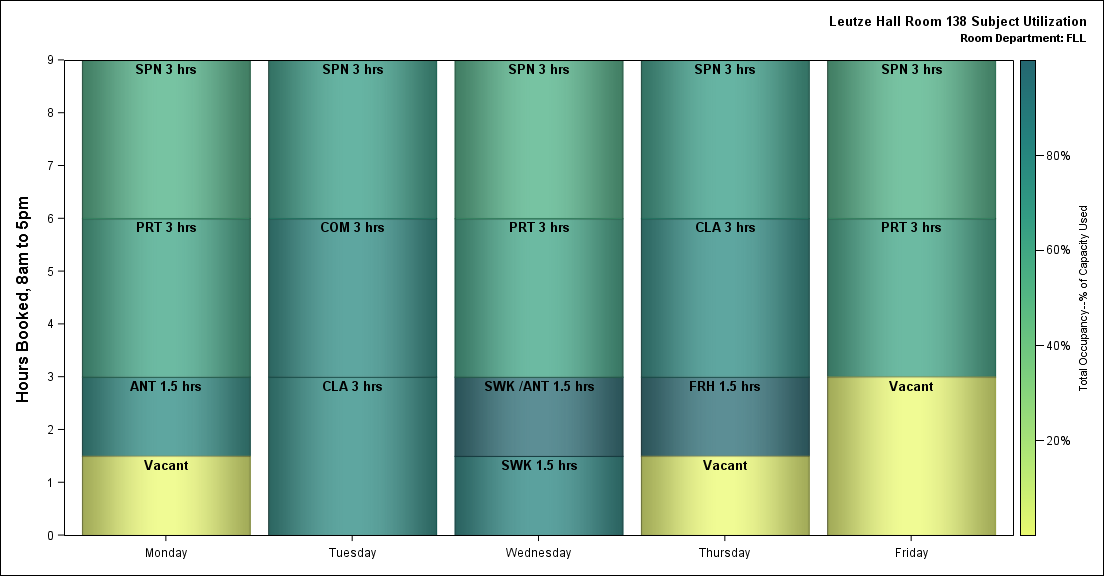 Leutze Hall Room 138 Subject Utilization
Room Department: FLL
Hours Booked, 8am to 5pm
9
8
7
6
5
4
3
2
1
0
SPN 3 hrs
PRT 3 hrs
ANT 1.5 hrs
Vacant
SPN 3 hrs
COM 3 hrs
CLA 3 hrs
SPN 3 hrs
PRT 3 hrs
SWK /ANT 1.5 hrs
SWK 1.5 hrs
SPN 3 hrs
CLA 3 hrs
FRH 1.5 hrs
Vacant
SPN 3 hrs
PRT 3 hrs
Vacant
Monday
Tuesday
Wednesday
Thursday
Friday
80%
60%
40%
20%
Total Occupancy--% of Capacity Used